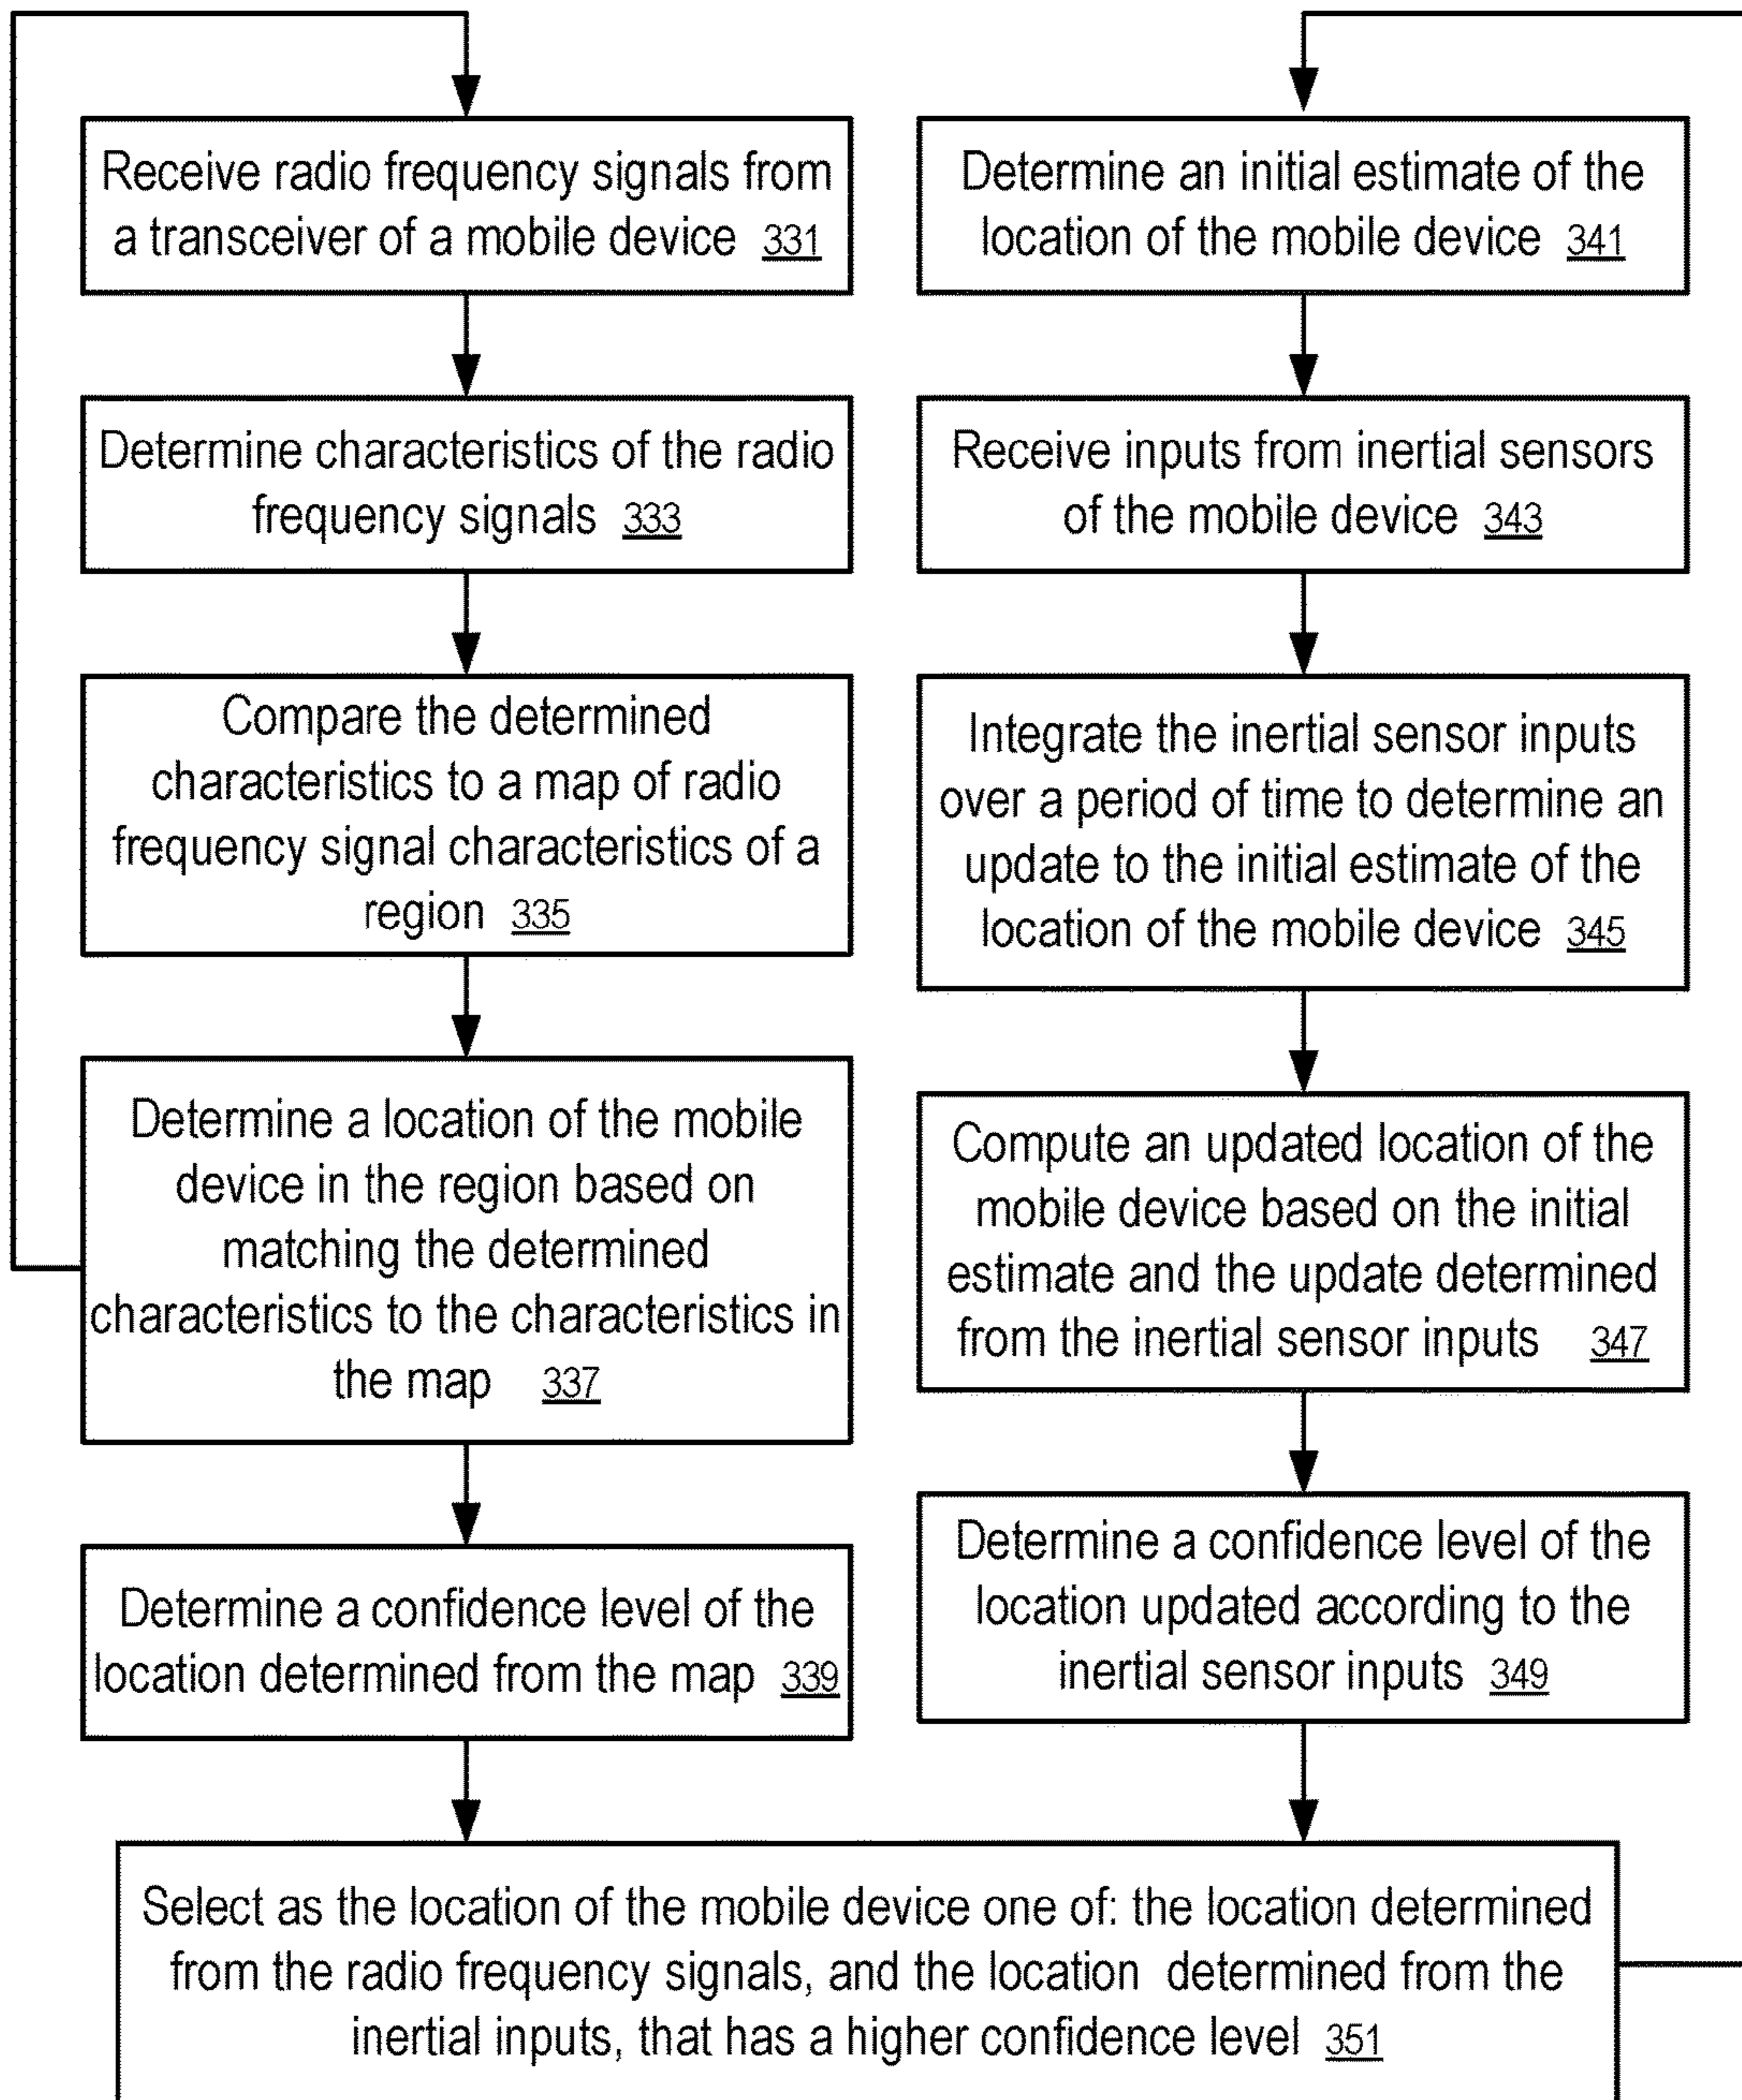 Receive radio frequency signals from
a transceiver of a mobile device 331
Determine characteristics of the radio
frequency signals 333
Compare the determined
characteristics to a map of radio
frequency signal characteristics of a
region 335
Determine a location of the mobile
device in the region based on
matching the determined
characteristics to the characteristics in
the map 337
Determine a confidence level of the
location determined from the map 339
Determine an initial estimate of the
location of the mobile device 341
Receive inputs from inertial sensors
of the mobile device 343
Integrate the inertial sensor inputs
over a period of time to determine an
update to the initial estimate of the
location of the mobile device 345
Compute an updated location of the
mobile device based on the initial
estimate and the update determined
from the inertial sensor inputs 347
Determine a confidence level of the
location updated according to the
inertial sensor inputs 349
Select as the location of the mobile device one of: the location determined
from the radio frequency signals, and the location determined from the
inertial inputs, that has a higher confidence level 351